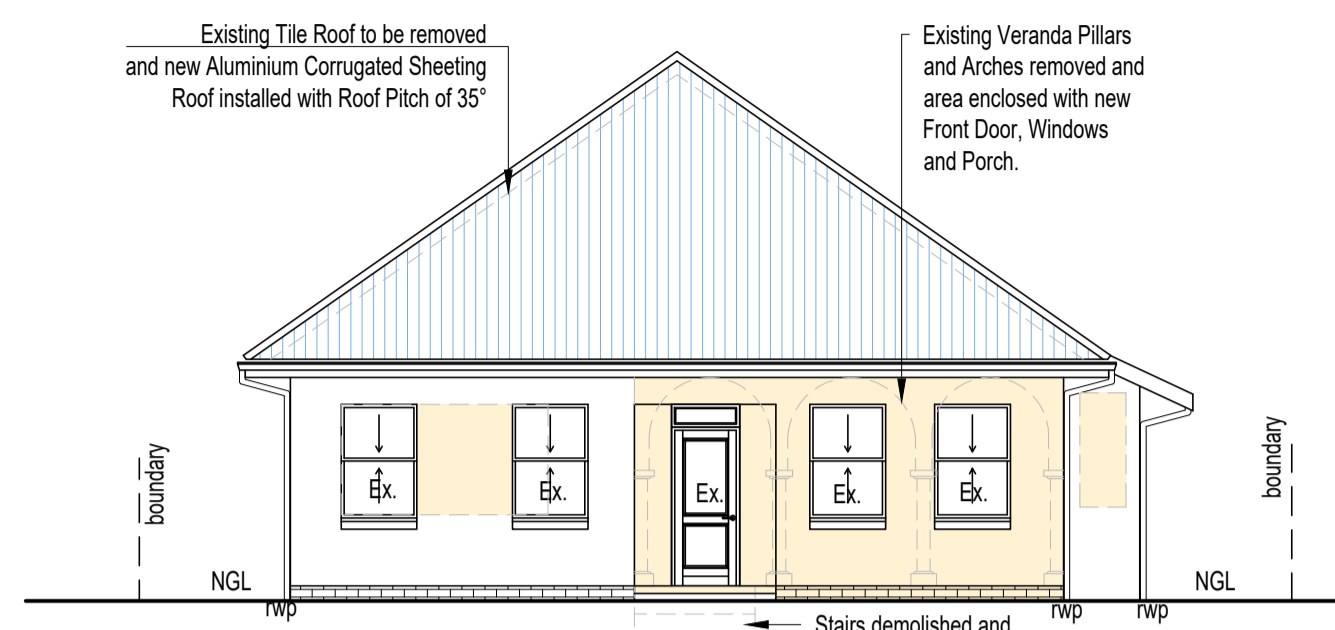 Existing Tile Roof to be removed
and new Aluminium Corrugated Sheeting
Roof installed with Roof Pitch of 35°
Existing Veranda Pillars
and Arches removed and
area enclosed with new
Front Door, Windows
and Porch.
boundary
boundary
Ex.
Ex.
Ex.
Ex.
Ex.
NGL
NGL
rwp
rwp
rwp
Stairs demolished and